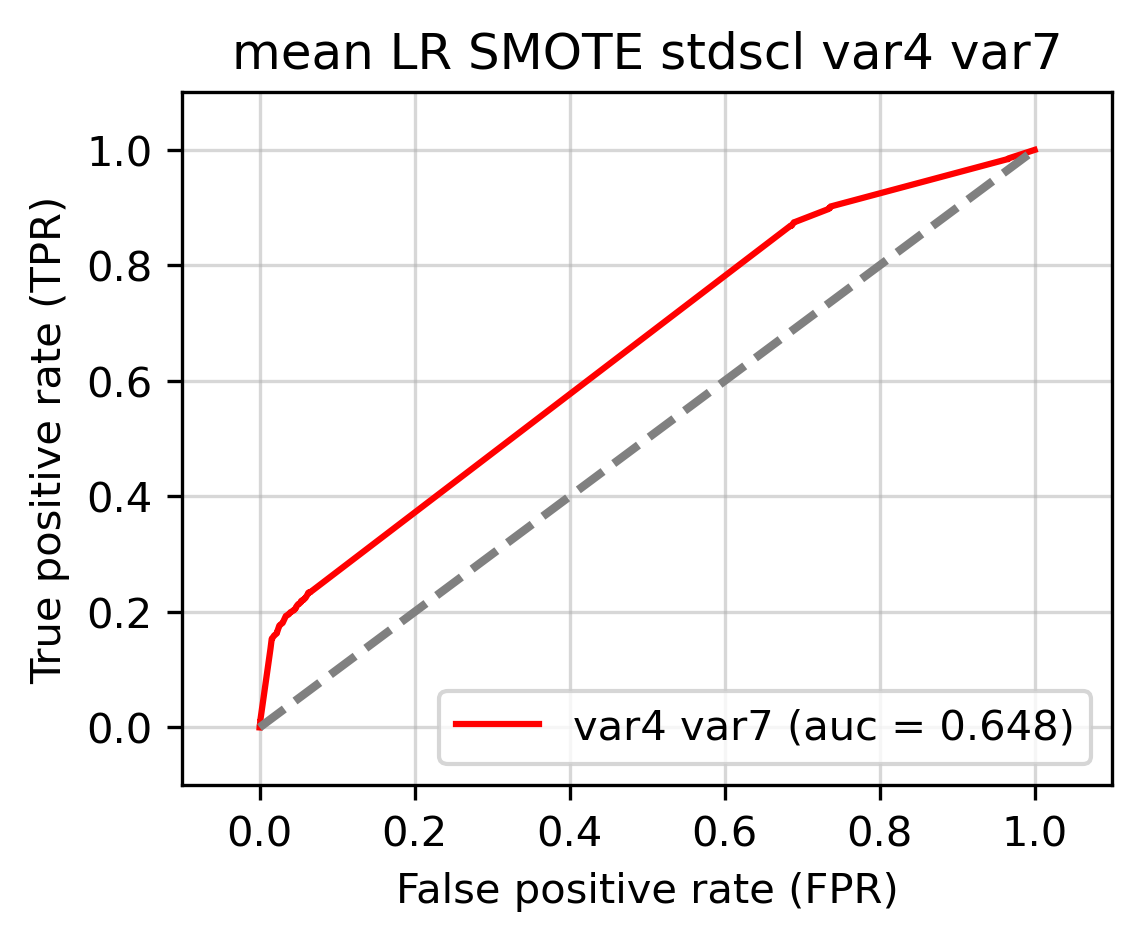 mean LR SMOTE stdscl var4 var7
True positive rate (TPR)
1.0
0.8
0.6
0.4
0.2
0.0
var4 var7 (auc = 0.648)
0.0 0.2 0.4 0.6 0.8 1.0
False positive rate (FPR)